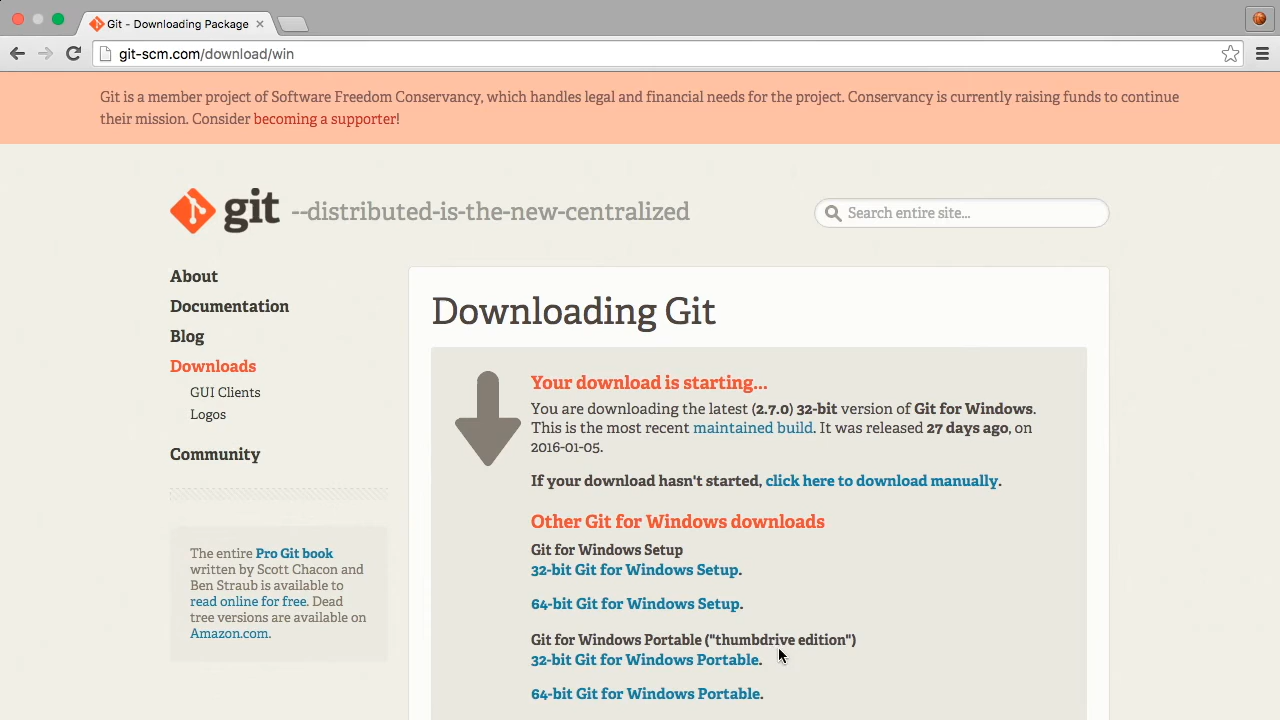 Git - Downloading Package
git-scm.com/download/win
Git is a member project of Software Freedom Conservancy, which handles legal and financial needs for the project. Conservancy is currently raising funds to continue
their mission. Consider becoming a supporter!
git --distributed-is-the-new-centralized
Search entire site...
About
Documentation
Blog
Downloads
GUI Clients
Logos
Community
The entire Pro Git book
written by Scott Chacon and
Ben Straub is available to
read online for free. Dead
tree versions are available on
Amazon.com.
Downloading Git
Your download is starting...
You are downloading the latest (2.7.0) 32-bit version of Git for Windows.
This is the most recent maintained build. It was released 27 days ago, on
2016-01-05.
If your download hasn't started, click here to download manually.
Other Git for Windows downloads
Git for Windows Setup
32-bit Git for Windows Setup.
64-bit Git for Windows Setup.
Git for Windows Portable ("thumbdrive edition")
32-bit Git for Windows Portable.
64-bit Git for Windows Portable.